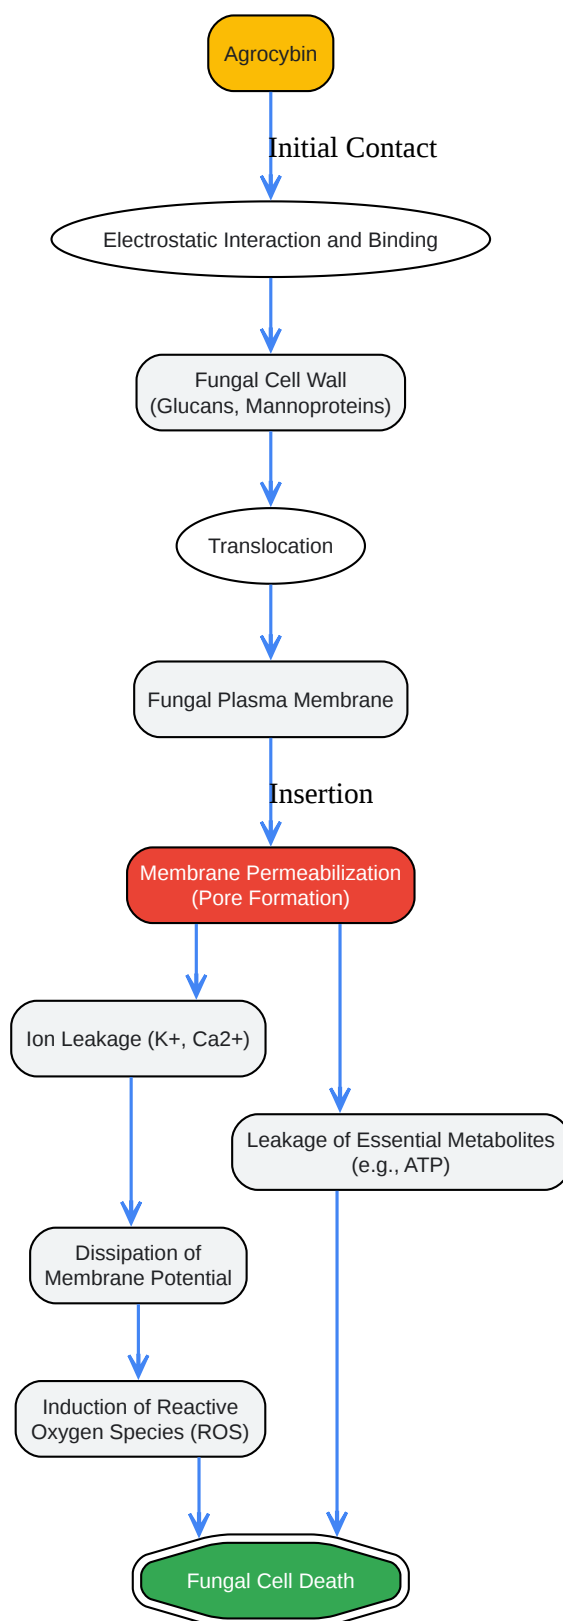 Agrocybin
Initial Contact
Electrostatic Interaction and Binding
Fungal Cell Wall
(Glucans, Mannoproteins)
Translocation
Fungal Plasma Membrane
Insertion
Membrane Permeabilization
(Pore Formation)
Ion Leakage (K+, Ca2+)
Leakage of Essential Metabolites
(e.g., ATP)
Dissipation of
Membrane Potential
Induction of Reactive
Oxygen Species (ROS)
Fungal Cell Death